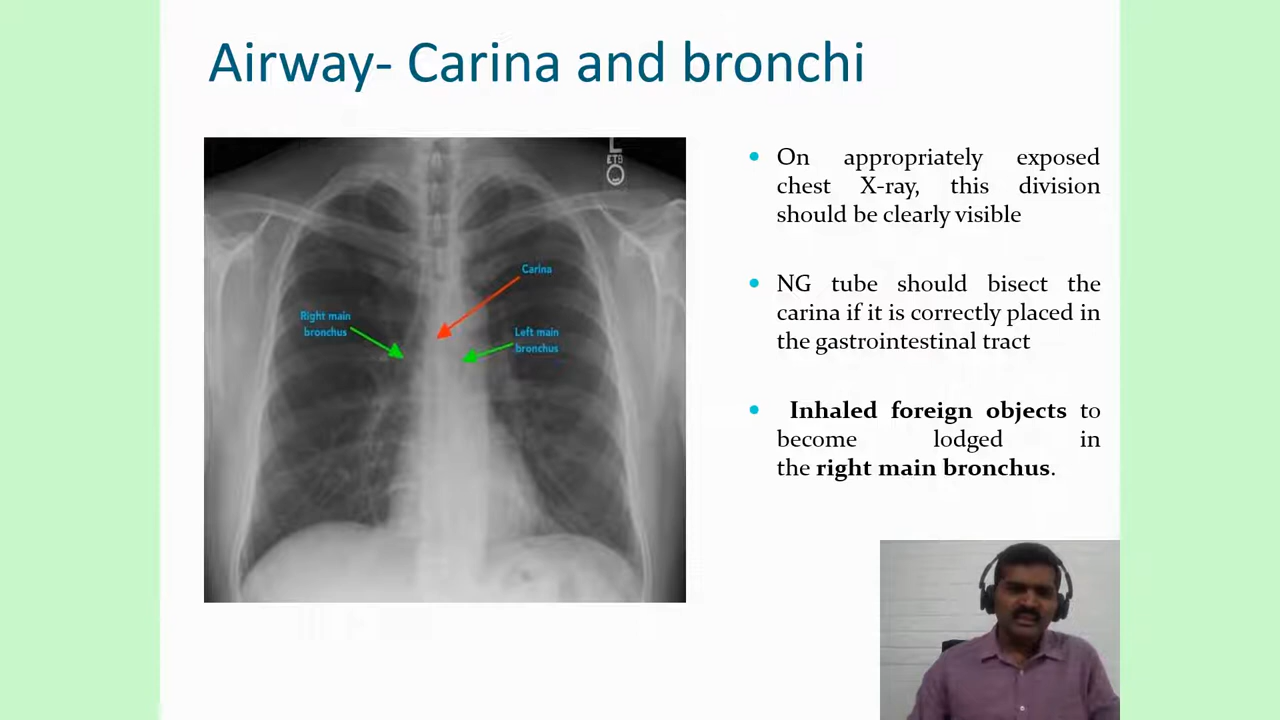 Airway- Carina and bronchi
L
ETB
Carina
Right main
bronchus
Left main
bronchus
• On appropriately exposed
chest X-ray, this division
should be clearly visible
• NG tube should bisect the
carina if it is correctly placed in
the gastrointestinal tract
• Inhaled foreign objects to
become lodged in
the right main bronchus.